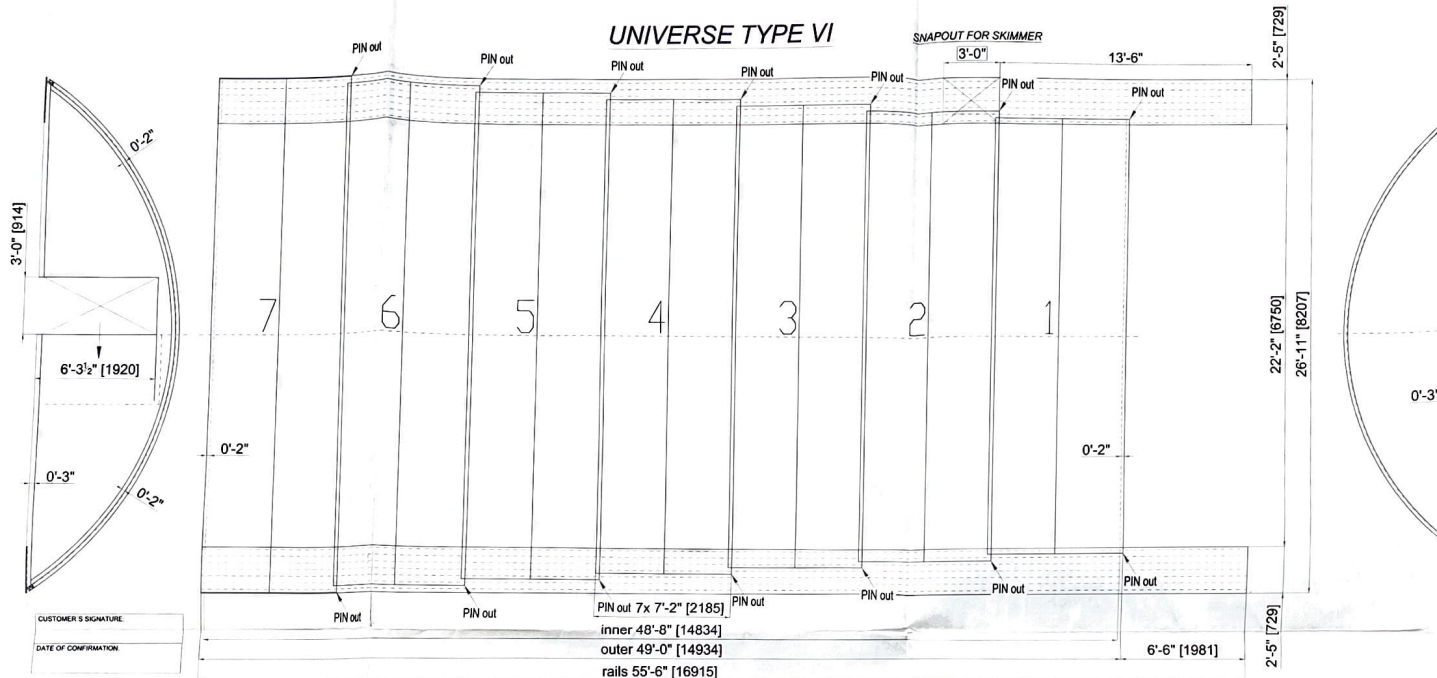 UNIVERSE TYPE VI
SNAPOUT FOR SKIMMER
3'-0"
13'-6"
2'-5" [729]
PIN out
PIN out
PIN out
PIN out
PIN out
PIN out
PIN out
0'-2"
3'-0" [914]
7
6
5
4
3
2
1
22'-2" [6750]
26'-11" [8207]
6'-3½" [1920]
0'-3"
0'-2"
0'-2"
0'-3"
0'-2"
PIN out
PIN out
PIN out
PIN out
PIN out
PIN out
PIN out
7x 7'-2" [2185]
inner 48'-8" [14834]
outer 49'-0" [14934]
rails 55'-6" [16915]
6'-6" [1981]
2'-5" [729]
CUSTOMER'S SIGNATURE
DATE OF CONFIRMATION